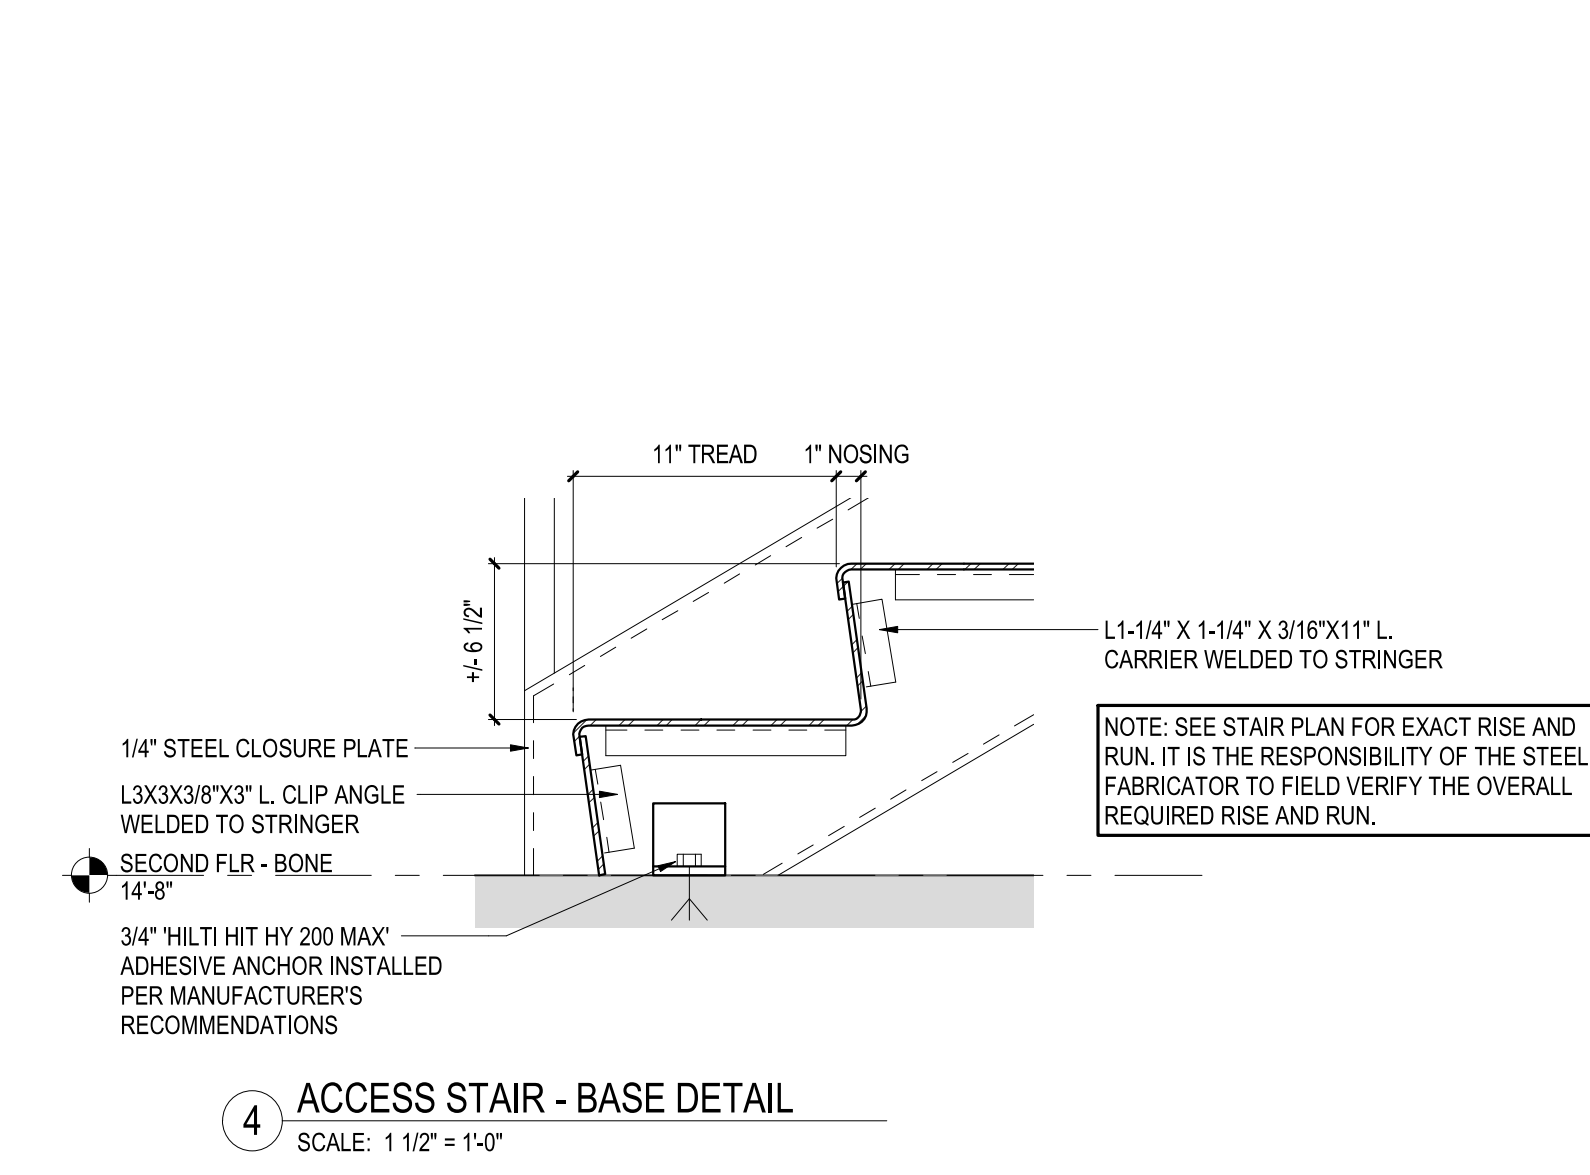 11" TREAD
1" NOSING
+/- 6 1/2"
L1-1/4" X 1-1/4" X 3/16"X11" L.
CARRIER WELDED TO STRINGER
NOTE: SEE STAIR PLAN FOR EXACT RISE AND
RUN. IT IS THE RESPONSIBILITY OF THE STEEL
FABRICATOR TO FIELD VERIFY THE OVERALL
REQUIRED RISE AND RUN.
1/4" STEEL CLOSURE PLATE
L3X3X3/8"X3" L. CLIP ANGLE
WELDED TO STRINGER
SECOND FLR - BONE
14'-8"
3/4" 'HILTI HIT HY 200 MAX'
ADHESIVE ANCHOR INSTALLED
PER MANUFACTURER'S
RECOMMENDATIONS
4
ACCESS STAIR - BASE DETAIL
SCALE: 1 1/2" = 1'-0"